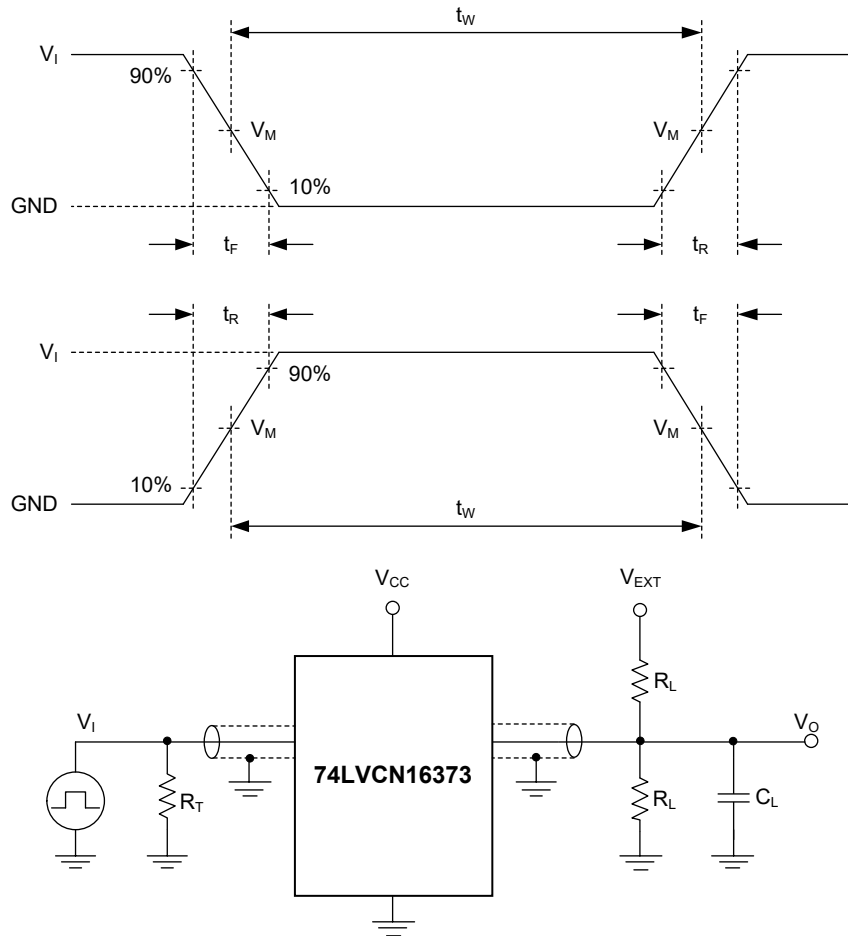 t_W
V_I
90%
V_M
V_M
10%
GND
t_F
t_R
t_R
t_F
V_I
90%
V_M
V_M
10%
GND
t_W
V_CC
V_EXT
R_L
V_I
V_O
74LVCN16373
R_T
R_L
C_L